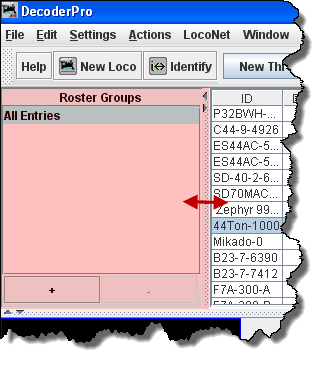 DecoderPro
File Edit Settings Actions LocoNet Window
Help New Loco Identify New Thr
Roster Groups
All Entries
ID
P32BWH-...
C44-9-4926
ES44AC-5...
ES44AC-5...
SD-40-2-6...
SD70MAC...
Zephyr 99...
44Ton-1000
Mikado-0
B23-7-6390
B23-7-7412
F7A-300-A
F7A-300-B
+ -